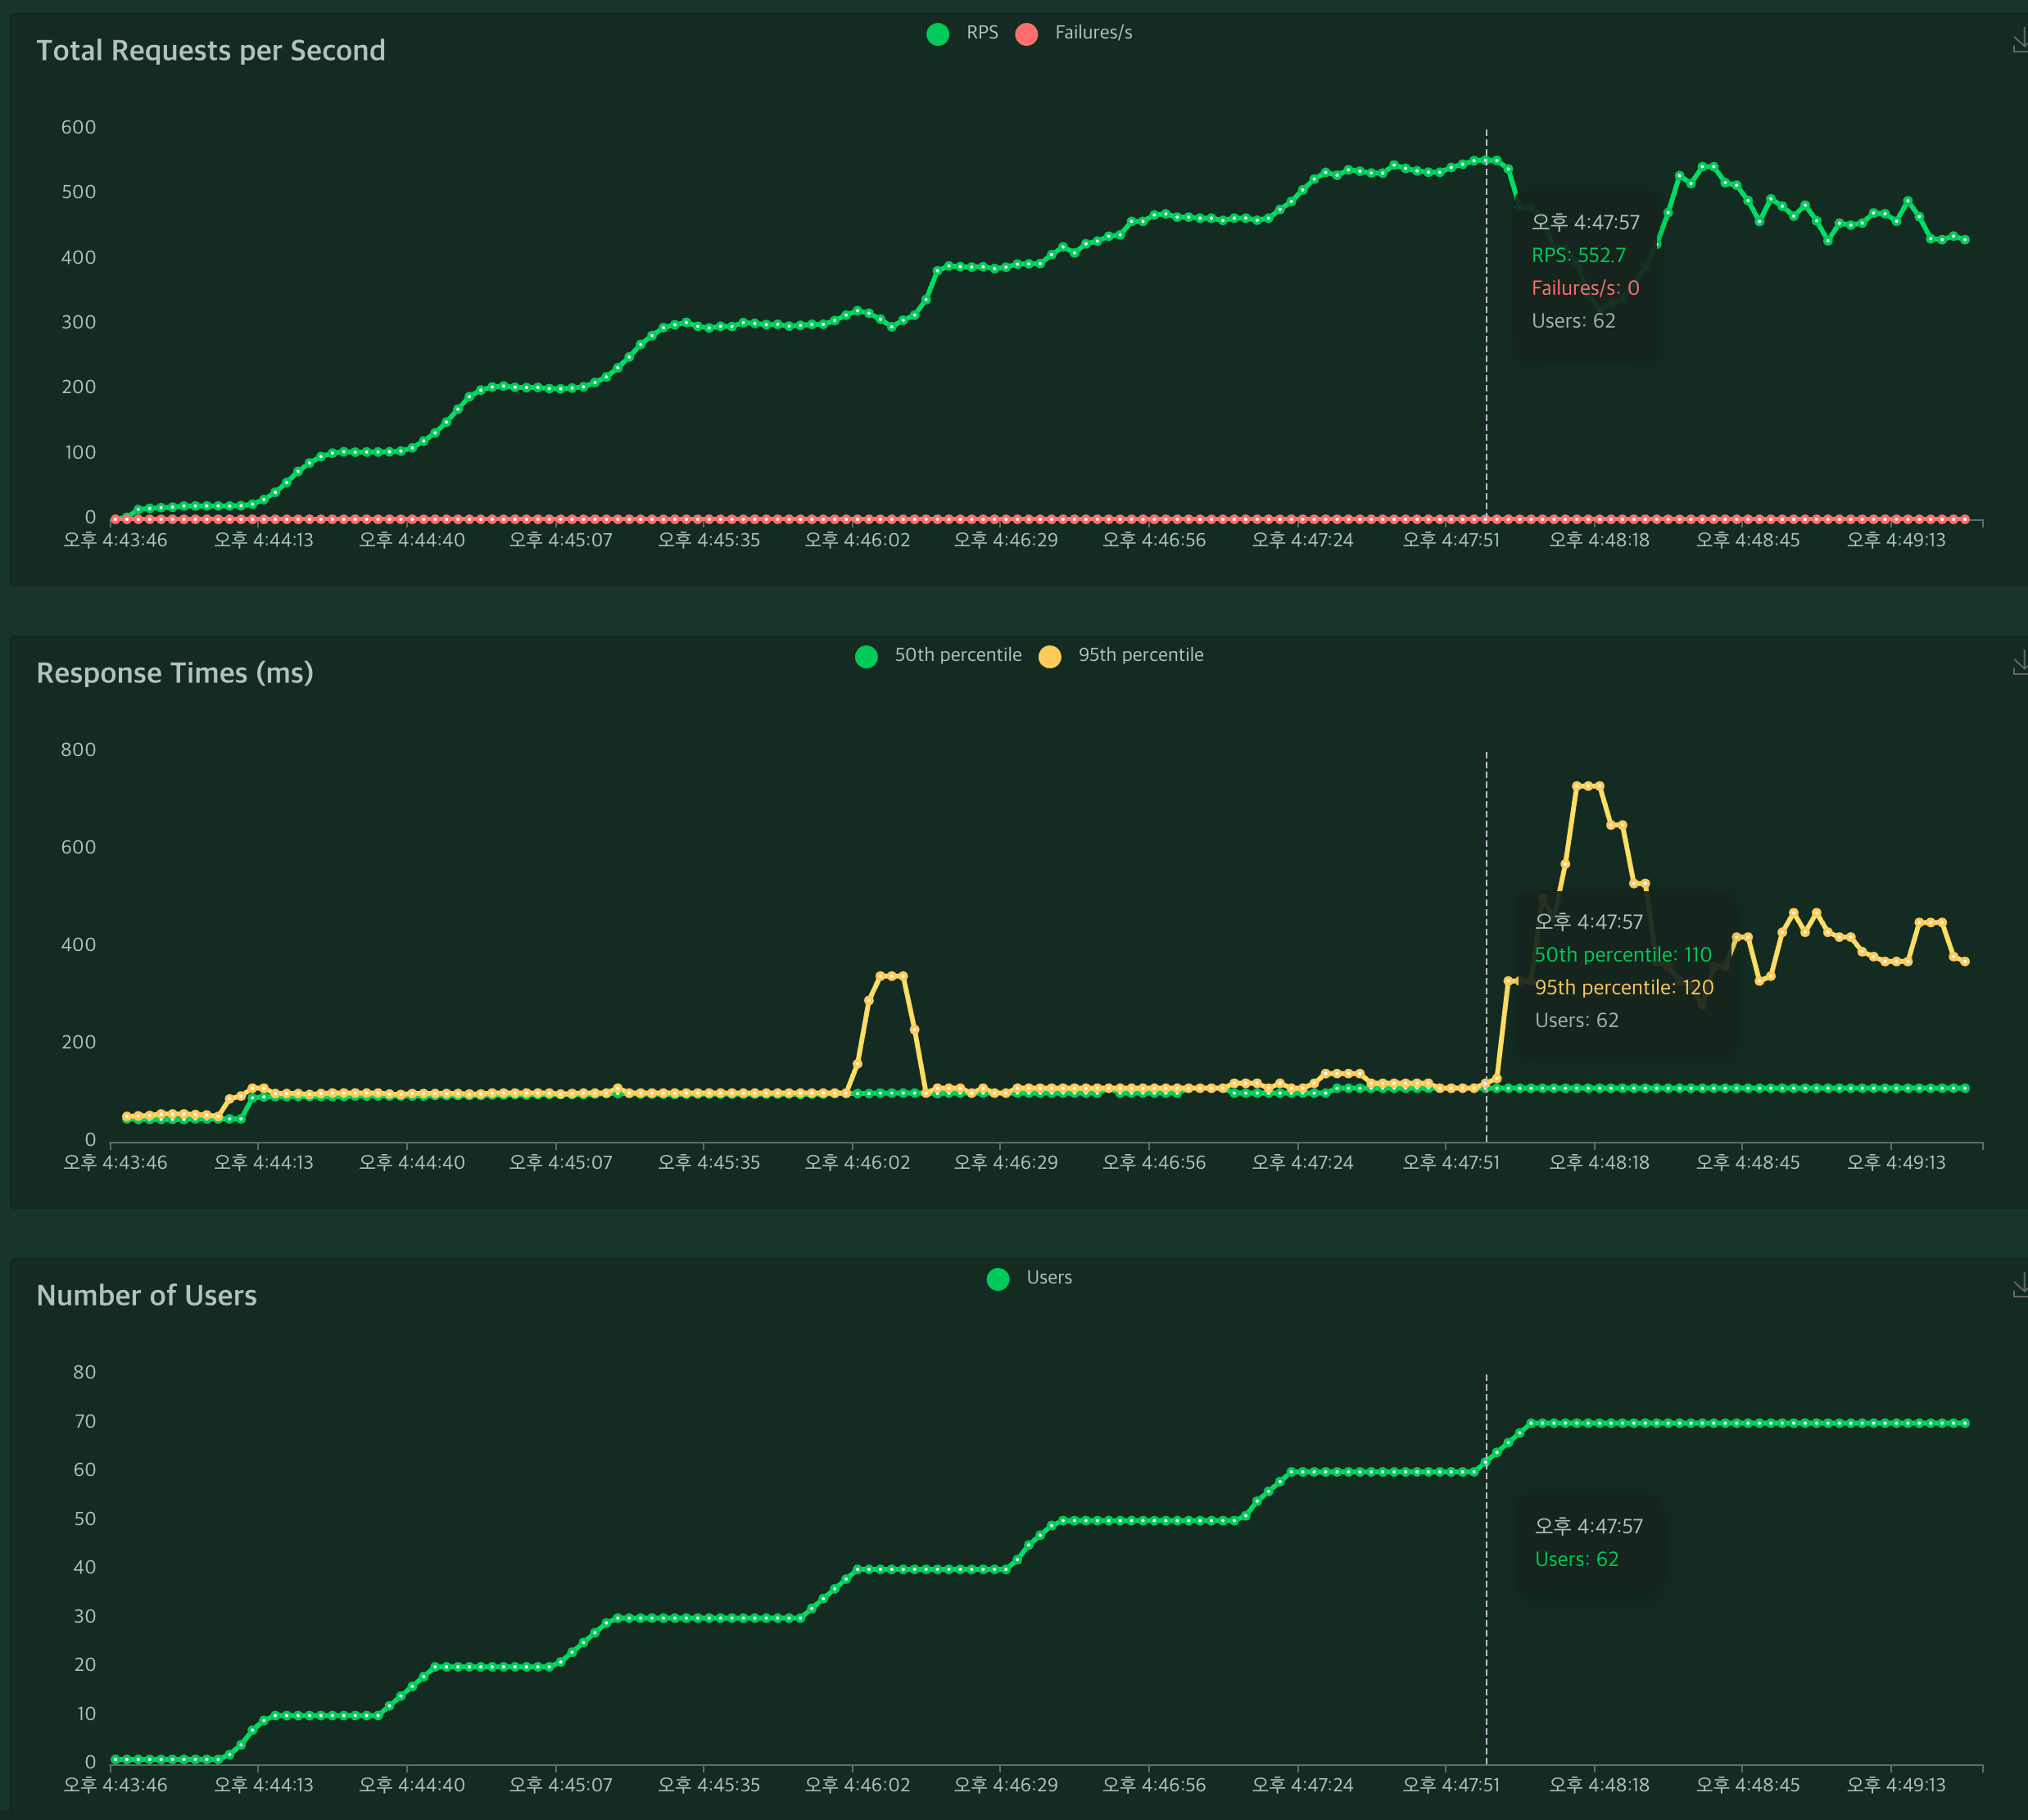 Total Requests per Second
RPS
Failures/s
600
500
400
300
200
100
0
오후 4:47:57
RPS: 552.7
Failures/s: 0
Users: 62
오후 4:43:46
오후 4:44:13
오후 4:44:40
오후 4:45:07
오후 4:45:35
오후 4:46:02
오후 4:46:29
오후 4:46:56
오후 4:47:24
오후 4:47:51
오후 4:48:18
오후 4:48:45
오후 4:49:13
Response Times (ms)
50th percentile
95th percentile
800
600
400
200
0
오후 4:47:57
50th percentile: 110
95th percentile: 120
Users: 62
오후 4:43:46
오후 4:44:13
오후 4:44:40
오후 4:45:07
오후 4:45:35
오후 4:46:02
오후 4:46:29
오후 4:46:56
오후 4:47:24
오후 4:47:51
오후 4:48:18
오후 4:48:45
오후 4:49:13
Number of Users
Users
80
70
60
50
40
30
20
10
0
오후 4:47:57
Users: 62
오후 4:43:46
오후 4:44:13
오후 4:44:40
오후 4:45:07
오후 4:45:35
오후 4:46:02
오후 4:46:29
오후 4:46:56
오후 4:47:24
오후 4:47:51
오후 4:48:18
오후 4:48:45
오후 4:49:13